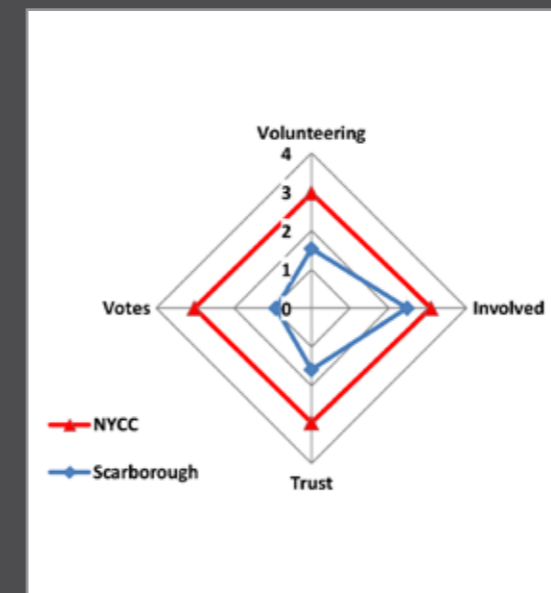 Volunteering
4
3
2
1
0
Votes
Involved
NYCC
Scarborough
Trust